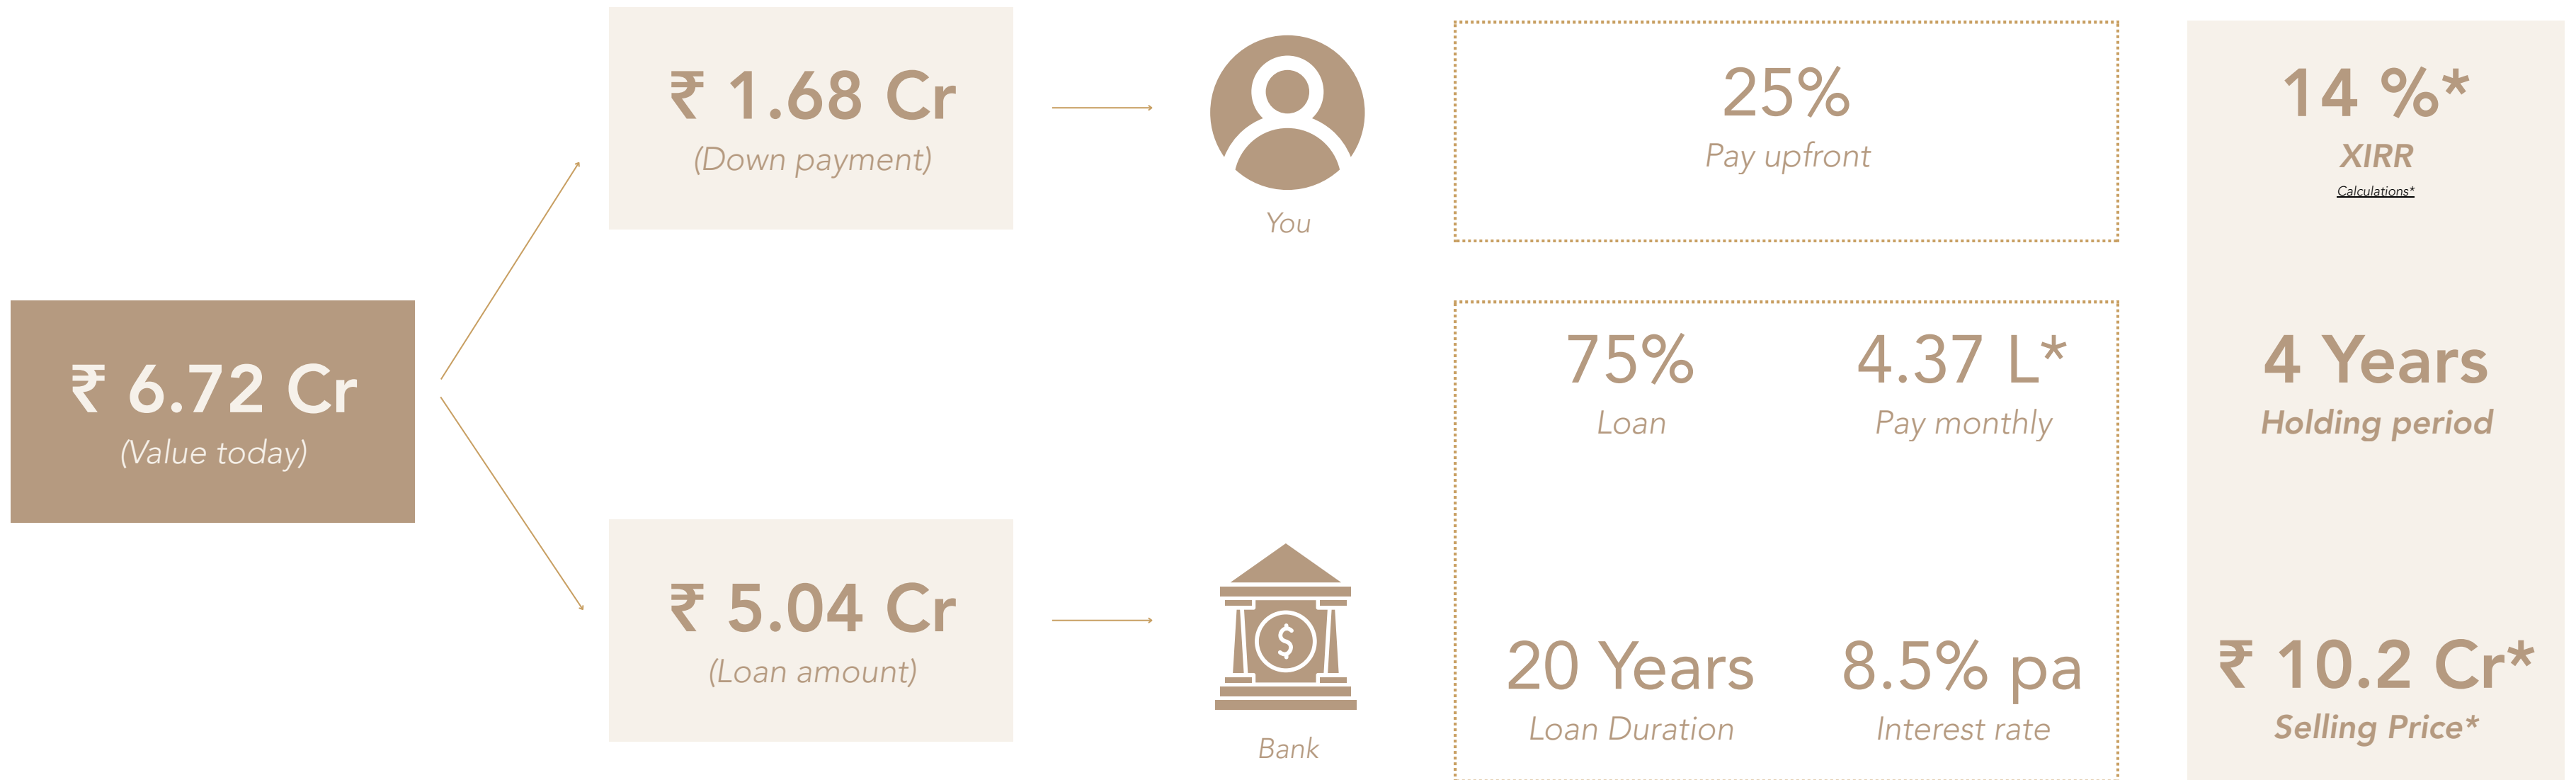 ₹ 6.72 Cr
(Value today)
₹ 1.68 Cr
(Down payment)
You
25%
Pay upfront
₹ 5.04 Cr
(Loan amount)
$
Bank
75%
Loan
4.37 L*
Pay monthly
20 Years
Loan Duration
8.5% pa
Interest rate
14 %*
XIRR
Calculations*
4 Years
Holding period
₹ 10.2 Cr*
Selling Price*